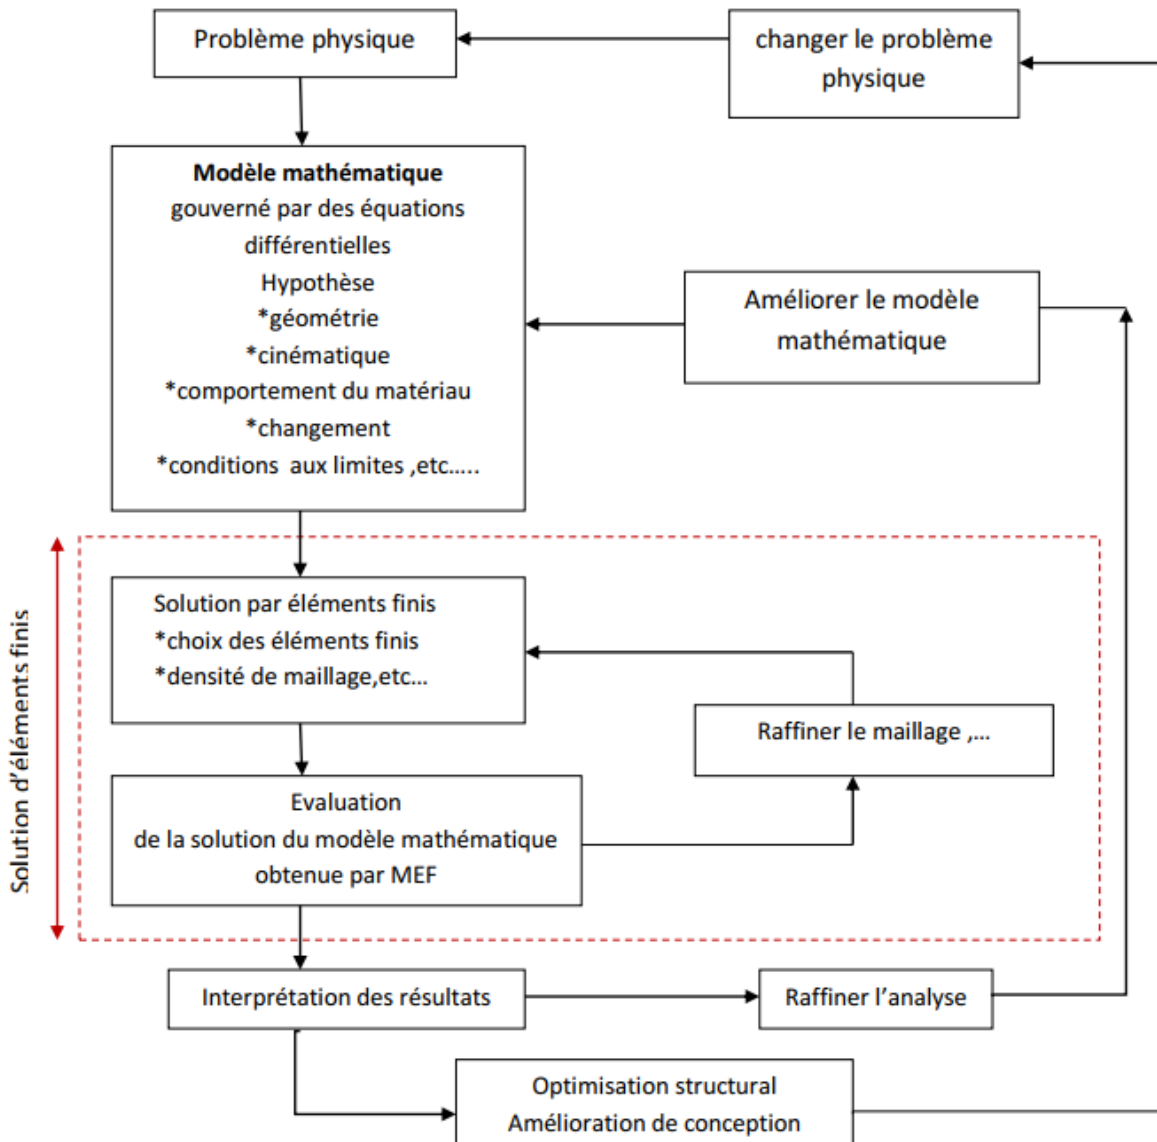 Problème physique
changer le problème
physique
Modèle mathématique
gouverné par des équations
différentielles
Hypothèse
*géométrie
*cinématique
*comportement du matériau
*changement
*conditions aux limites ,etc…..
Améliorer le modèle
mathématique
Solution d'éléments finis
Solution par éléments finis
*choix des éléments finis
*densité de maillage,etc…
Raffiner le maillage ,…
Evaluation
de la solution du modèle mathématique
obtenue par MEF
Interprétation des résultats
Raffiner l'analyse
Optimisation structural
Amélioration de conception